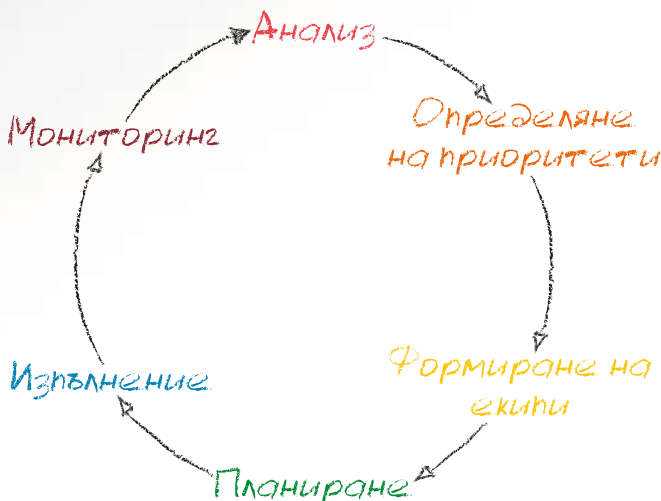 Анализ
Определяне
на приоритети
Формиране на
екипи
Планиране
Изпълнение
Мониторинг